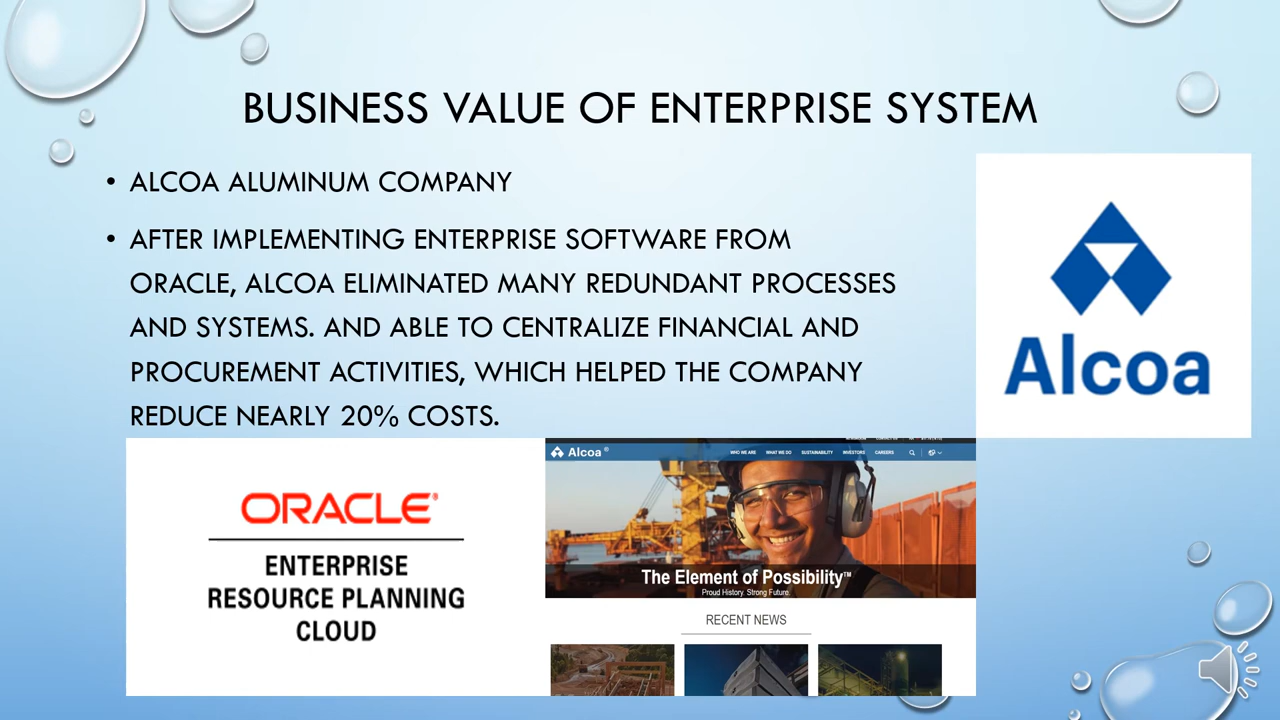 BUSINESS VALUE OF ENTERPRISE SYSTEM
• ALCOA ALUMINUM COMPANY
• AFTER IMPLEMENTING ENTERPRISE SOFTWARE FROM
ORACLE, ALCOA ELIMINATED MANY REDUNDANT PROCESSES
AND SYSTEMS. AND ABLE TO CENTRALIZE FINANCIAL AND
PROCUREMENT ACTIVITIES, WHICH HELPED THE COMPANY
REDUCE NEARLY 20% COSTS.
Alcoa
ORACLE®
ENTERPRISE
RESOURCE PLANNING
CLOUD
Alcoa ®
WHO WE ARE WHAT WE DO SUSTAINABILITY INVESTORS CAREERS
The Element of Possibility™
Proud History. Strong Future.
RECENT NEWS